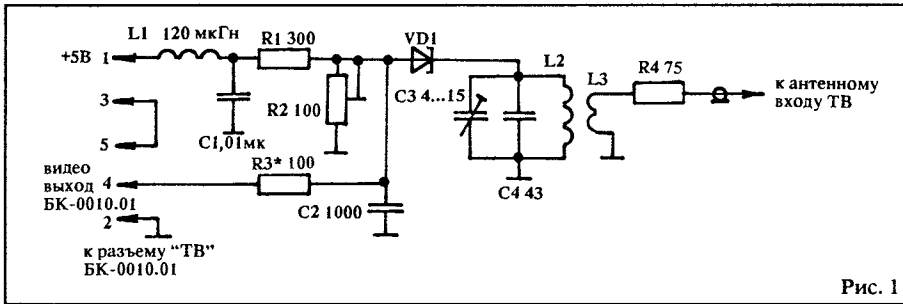 L1 120 мкГн
+5В 1
R1 300
VD1
3
R2 100
C3 4...15
L2
L3
R4 75
к антенному
входу ТВ
C1,01мк
5
видео
выход 4
БК-0010.01
R3* 100
C2 1000
C4 43
2
к разъему “ТВ”
БК-0010.01
Рис. 1